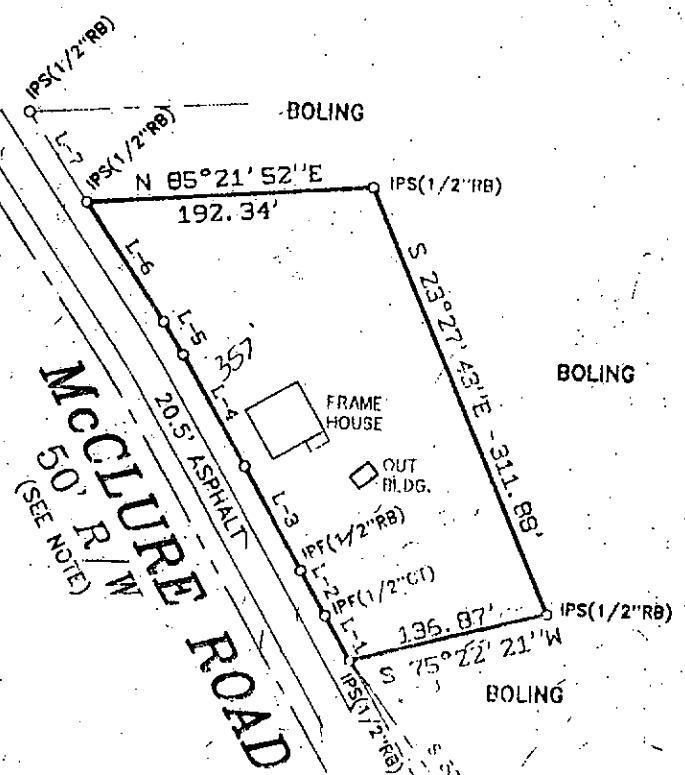 IPS(1/2"RB)
BOLING
L-7
IPS(1/2"RB)
N 85°21'52"E
192.34'
IPS(1/2"RB)
L-6
L-5
357'
L-4
S 23°27'43"E - 311.88'
BOLING
FRAME
HOUSE
20.5' ASPHALT
OUT
BLDG.
McCLURE ROAD
50' R/W
(SEE NOTE)
L-3
IPF(1/2"RB)
L-2
IPF(1/2"CT)
L-1
136.87'
S 75°22'21"W
IPS(1/2"RB)
IPS(1/2"RB)
BOLING